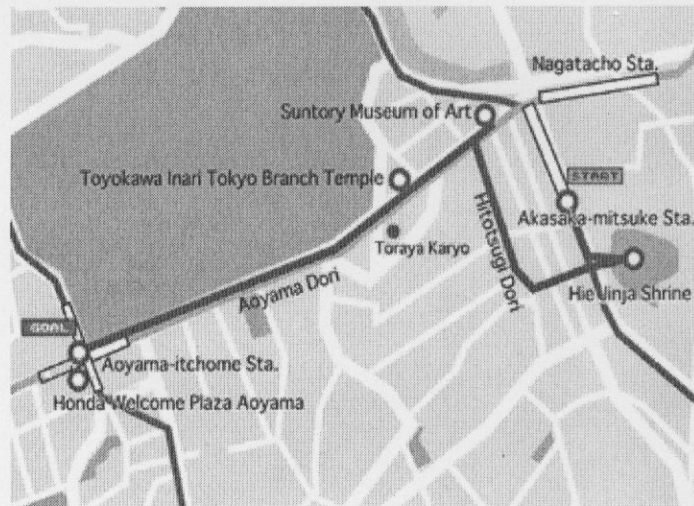 Nagatacho Sta.
Suntory Museum of Art
START
Toyokawa Inari Tokyo Branch Temple
Akasaka-mitsuke Sta.
Hitotsugi Dori
Toraya Karyo
Aoyama Dori
Hie Jinja Shrine
GOAL
Aoyama-itchome Sta.
Honda Welcome Plaza Aoyama